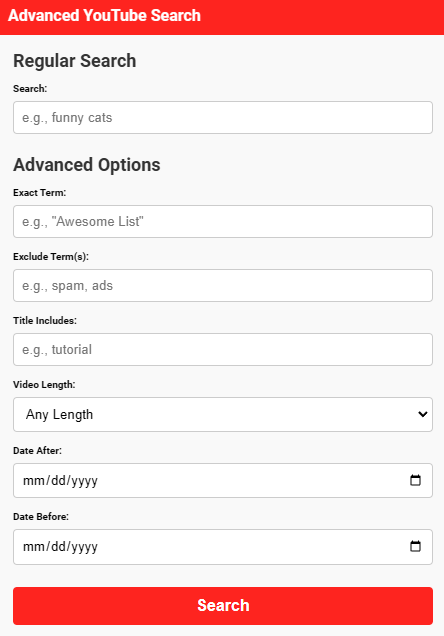 Advanced YouTube Search
Regular Search
Search:
e.g., funny cats
Advanced Options
Exact Term:
e.g., "Awesome List"
Exclude Term(s):
e.g., spam, ads
Title Includes:
e.g., tutorial
Video Length:
Any Length
Date After:
mm/dd/yyyy
Date Before:
mm/dd/yyyy
Search